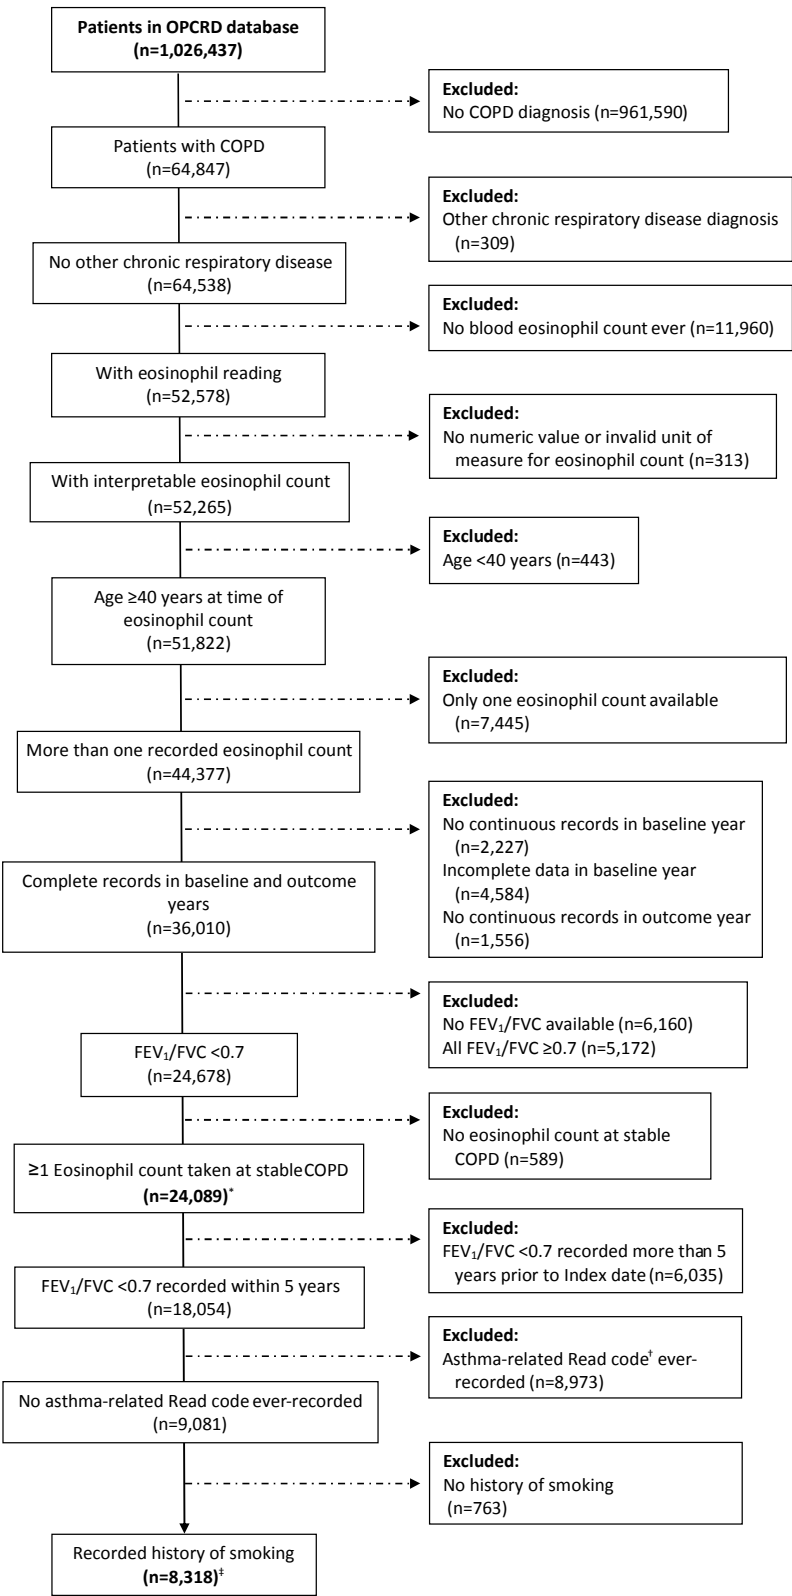 Patients in OPCRD database
(n=1,026,437)
Excluded:
No COPD diagnosis (n=961,590)
Patients with COPD
(n=64,847)
Excluded:
Other chronic respiratory disease diagnosis
(n=309)
No other chronic respiratory disease
(n=64,538)
Excluded:
No blood eosinophil count ever (n=11,960)
With eosinophil reading
(n=52,578)
Excluded:
No numeric value or invalid unit of
measure for eosinophil count (n=313)
With interpretable eosinophil count
(n=52,265)
Excluded:
Age <40 years (n=443)
Age ≥40 years at time of
eosinophil count
(n=51,822)
Excluded:
Only one eosinophil count available
(n=7,445)
More than one recorded eosinophil count
(n=44,377)
Excluded:
No continuous records in baseline year
(n=2,227)
Incomplete data in baseline year
(n=4,584)
No continuous records in outcome year
(n=1,556)
Complete records in baseline and outcome
years
(n=36,010)
Excluded:
No FEV₁/FVC available (n=6,160)
All FEV₁/FVC ≥0.7 (n=5,172)
FEV₁/FVC <0.7
(n=24,678)
Excluded:
No eosinophil count at stable
COPD (n=589)
≥1 Eosinophil count taken at stable COPD
(n=24,089)*
Excluded:
FEV₁/FVC <0.7 recorded more than 5
years prior to Index date (n=6,035)
FEV₁/FVC <0.7 recorded within 5 years
(n=18,054)
Excluded:
Asthma-related Read code† ever-
recorded (n=8,973)
No asthma-related Read code ever-recorded
(n=9,081)
Excluded:
No history of smoking
(n=763)
Recorded history of smoking
(n=8,318)‡